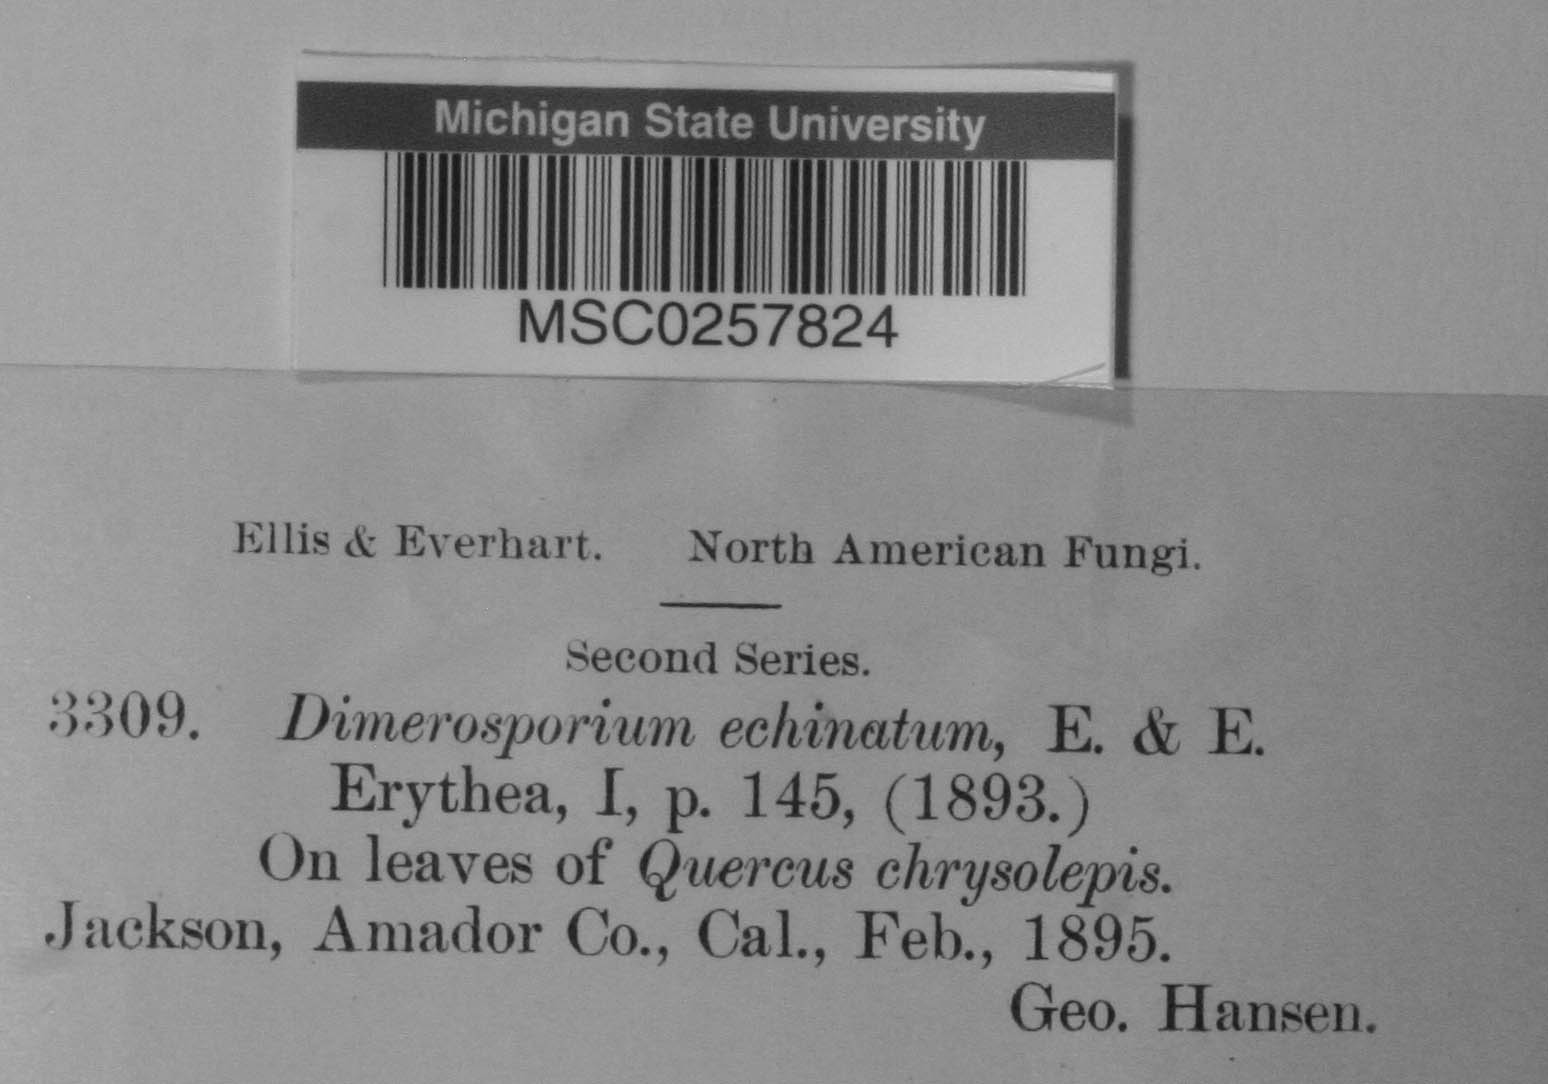 Michigan State University
MSC0257824
Ellis & Everhart. North American Fungi.
Second Series.
3309. Dimerosporium echinatum, E. & E.
Erythea, I, p. 145, (1893.)
On leaves of Quercus chrysolepis.
Jackson, Amador Co., Cal., Feb., 1895.
Geo. Hansen.